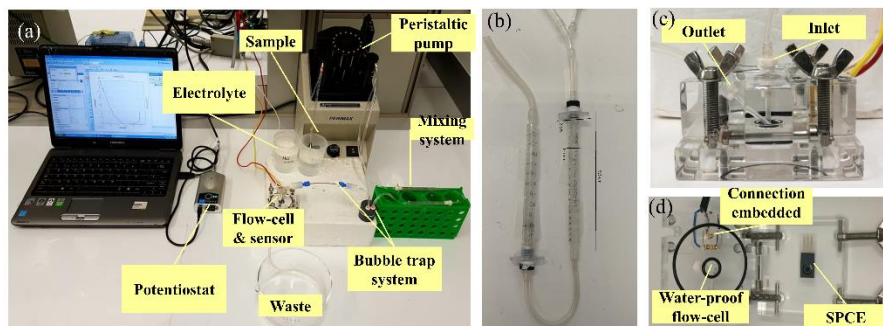 (a)
Sample
Peristaltic
pump
Electrolyte
Mixing
system
Flow-cell
& sensor
Bubble trap
system
Potentiostat
Waste
(b)
(c)
Outlet
Inlet
(d)
Connection
embedded
Water-proof
flow-cell
SPCE